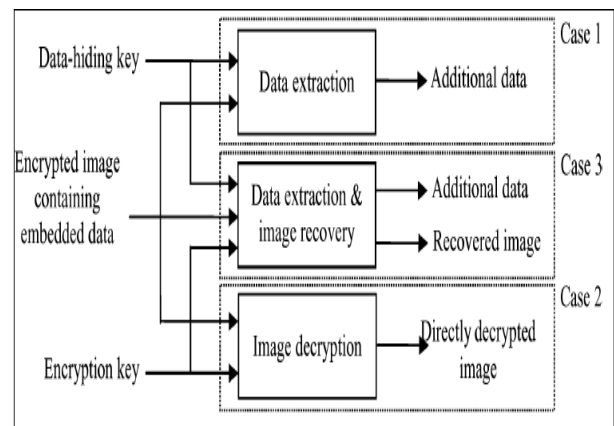 Case 1
Data-hiding key
Data extraction
Additional data
Encrypted image
containing
embedded data
Case 3
Data extraction &
image recovery
Additional data
Recovered image
Case 2
Encryption key
Image decryption
Directly decrypted
image